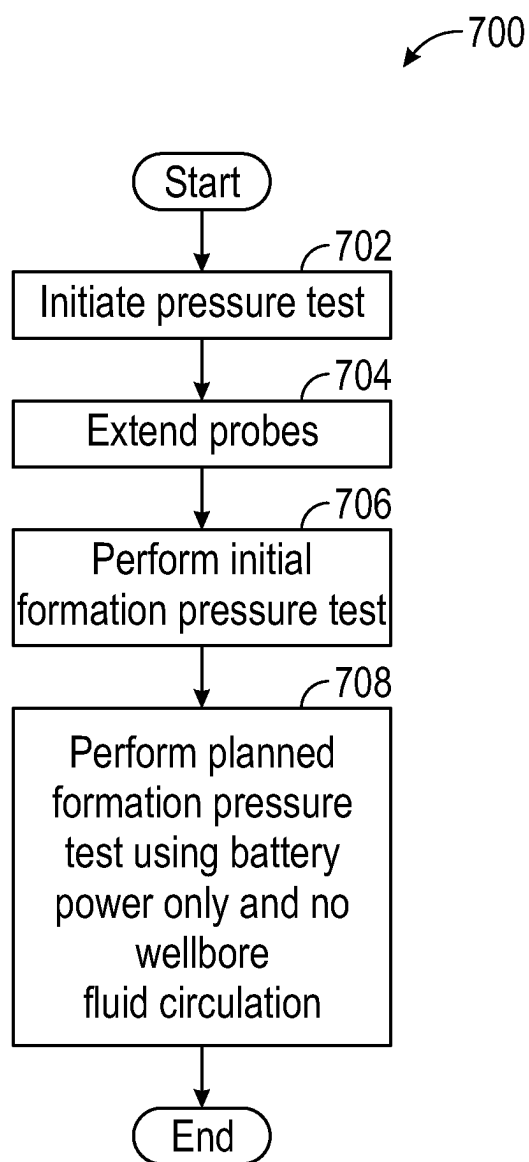 700
Start
702
Initiate pressure test
704
Extend probes
706
Perform initial
formation pressure test
708
Perform planned
formation pressure
test using battery
power only and no
wellbore
fluid circulation
End